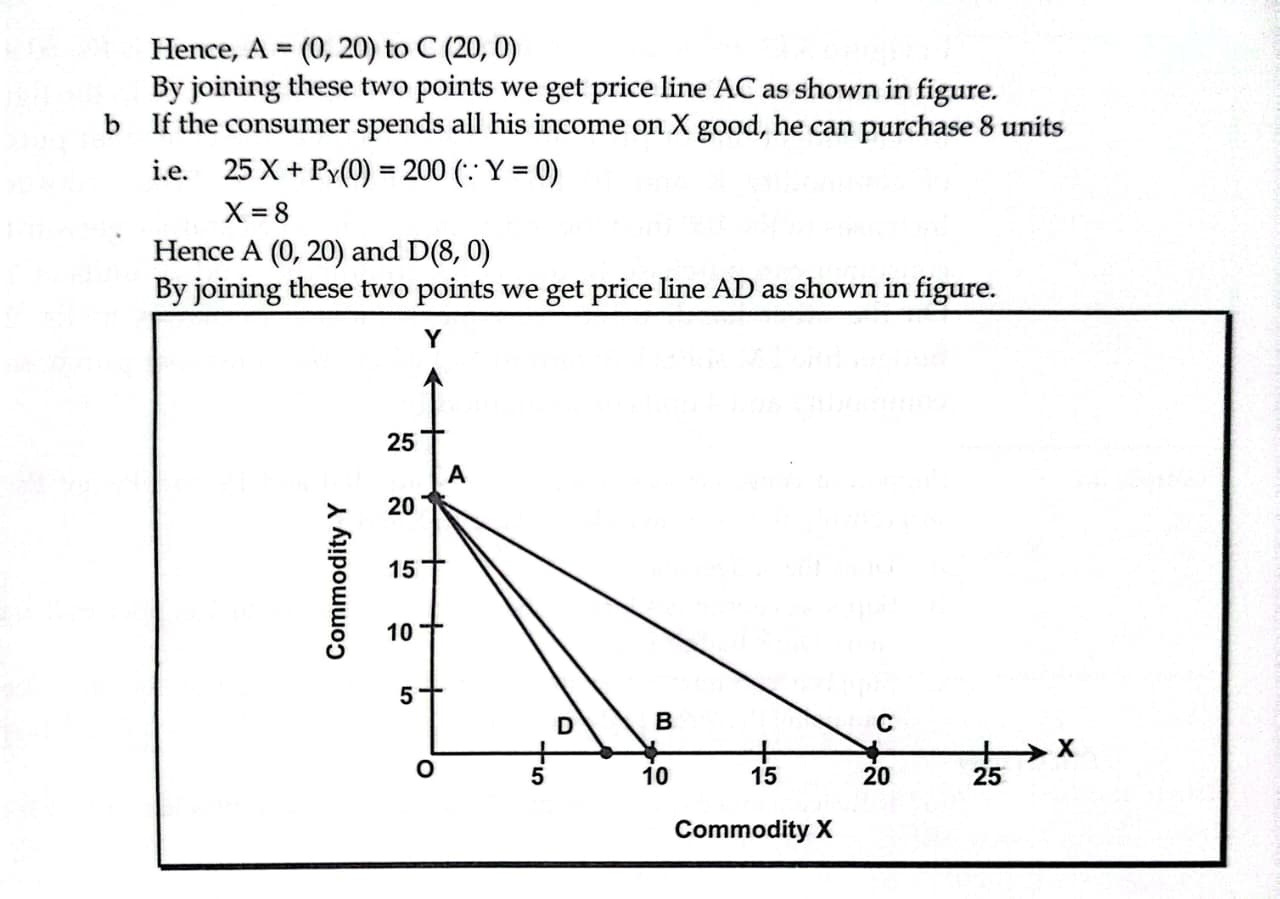 Hence, A = (0, 20) to C (20, 0)
By joining these two points we get price line AC as shown in figure.
b If the consumer spends all his income on X good, he can purchase 8 units
i.e. 25 X + P_Y(0) = 200 (∵ Y = 0)
X = 8
Hence A (0, 20) and D(8, 0)
By joining these two points we get price line AD as shown in figure.
Y
25
A
20
15
Commodity Y
10
5
D B C
X
O 5 10 15 20 25
Commodity X